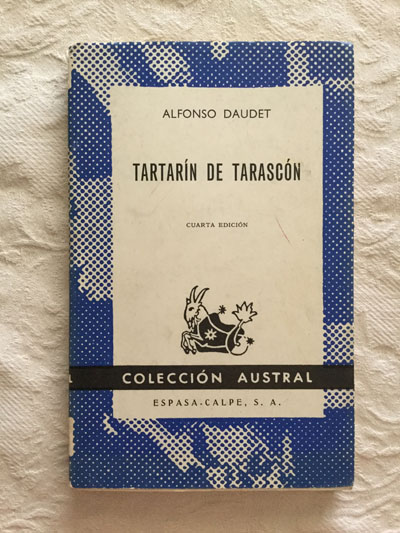 ALFONSO DAUDET
TARTARÍN DE TARASCÓN
CUARTA EDICIÓN
COLECCIÓN AUSTRAL
ESPASA-CALPE, S. A.